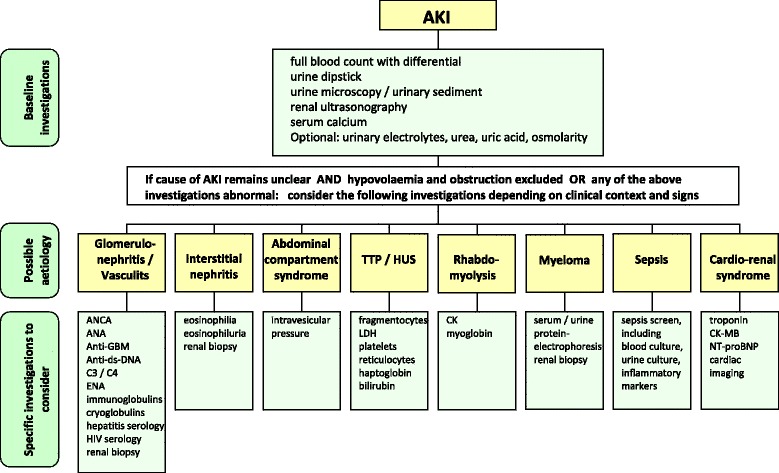 AKI
Baseline
investigations
full blood count with differential
urine dipstick
urine microscopy / urinary sediment
renal ultrasonography
serum calcium
Optional: urinary electrolytes, urea, uric acid, osmolarity
If cause of AKI remains unclear AND hypovolaemia and obstruction excluded OR any of the above
investigations abnormal: consider the following investigations depending on clinical context and signs
Possible
aetiology
Glomerulo-
nephritis /
Vasculits
Interstitial
nephritis
Abdominal
compartment
syndrome
TTP / HUS
Rhabdo-
myolysis
Myeloma
Sepsis
Cardio-renal
syndrome
Specific investigations to
consider
ANCA
ANA
Anti-GBM
Anti-ds-DNA
C3 / C4
ENA
immunoglobulins
cryoglobulins
hepatitis serology
HIV serology
renal biopsy
eosinophilia
eosinophiluria
renal biopsy
intravesicular
pressure
fragmentocytes
LDH
platelets
reticulocytes
haptoglobin
bilirubin
CK
myoglobin
serum / urine
protein-
electrophoresis
renal biopsy
sepsis screen,
including
blood culture,
urine culture,
inflammatory
markers
troponin
CK-MB
NT-proBNP
cardiac
imaging